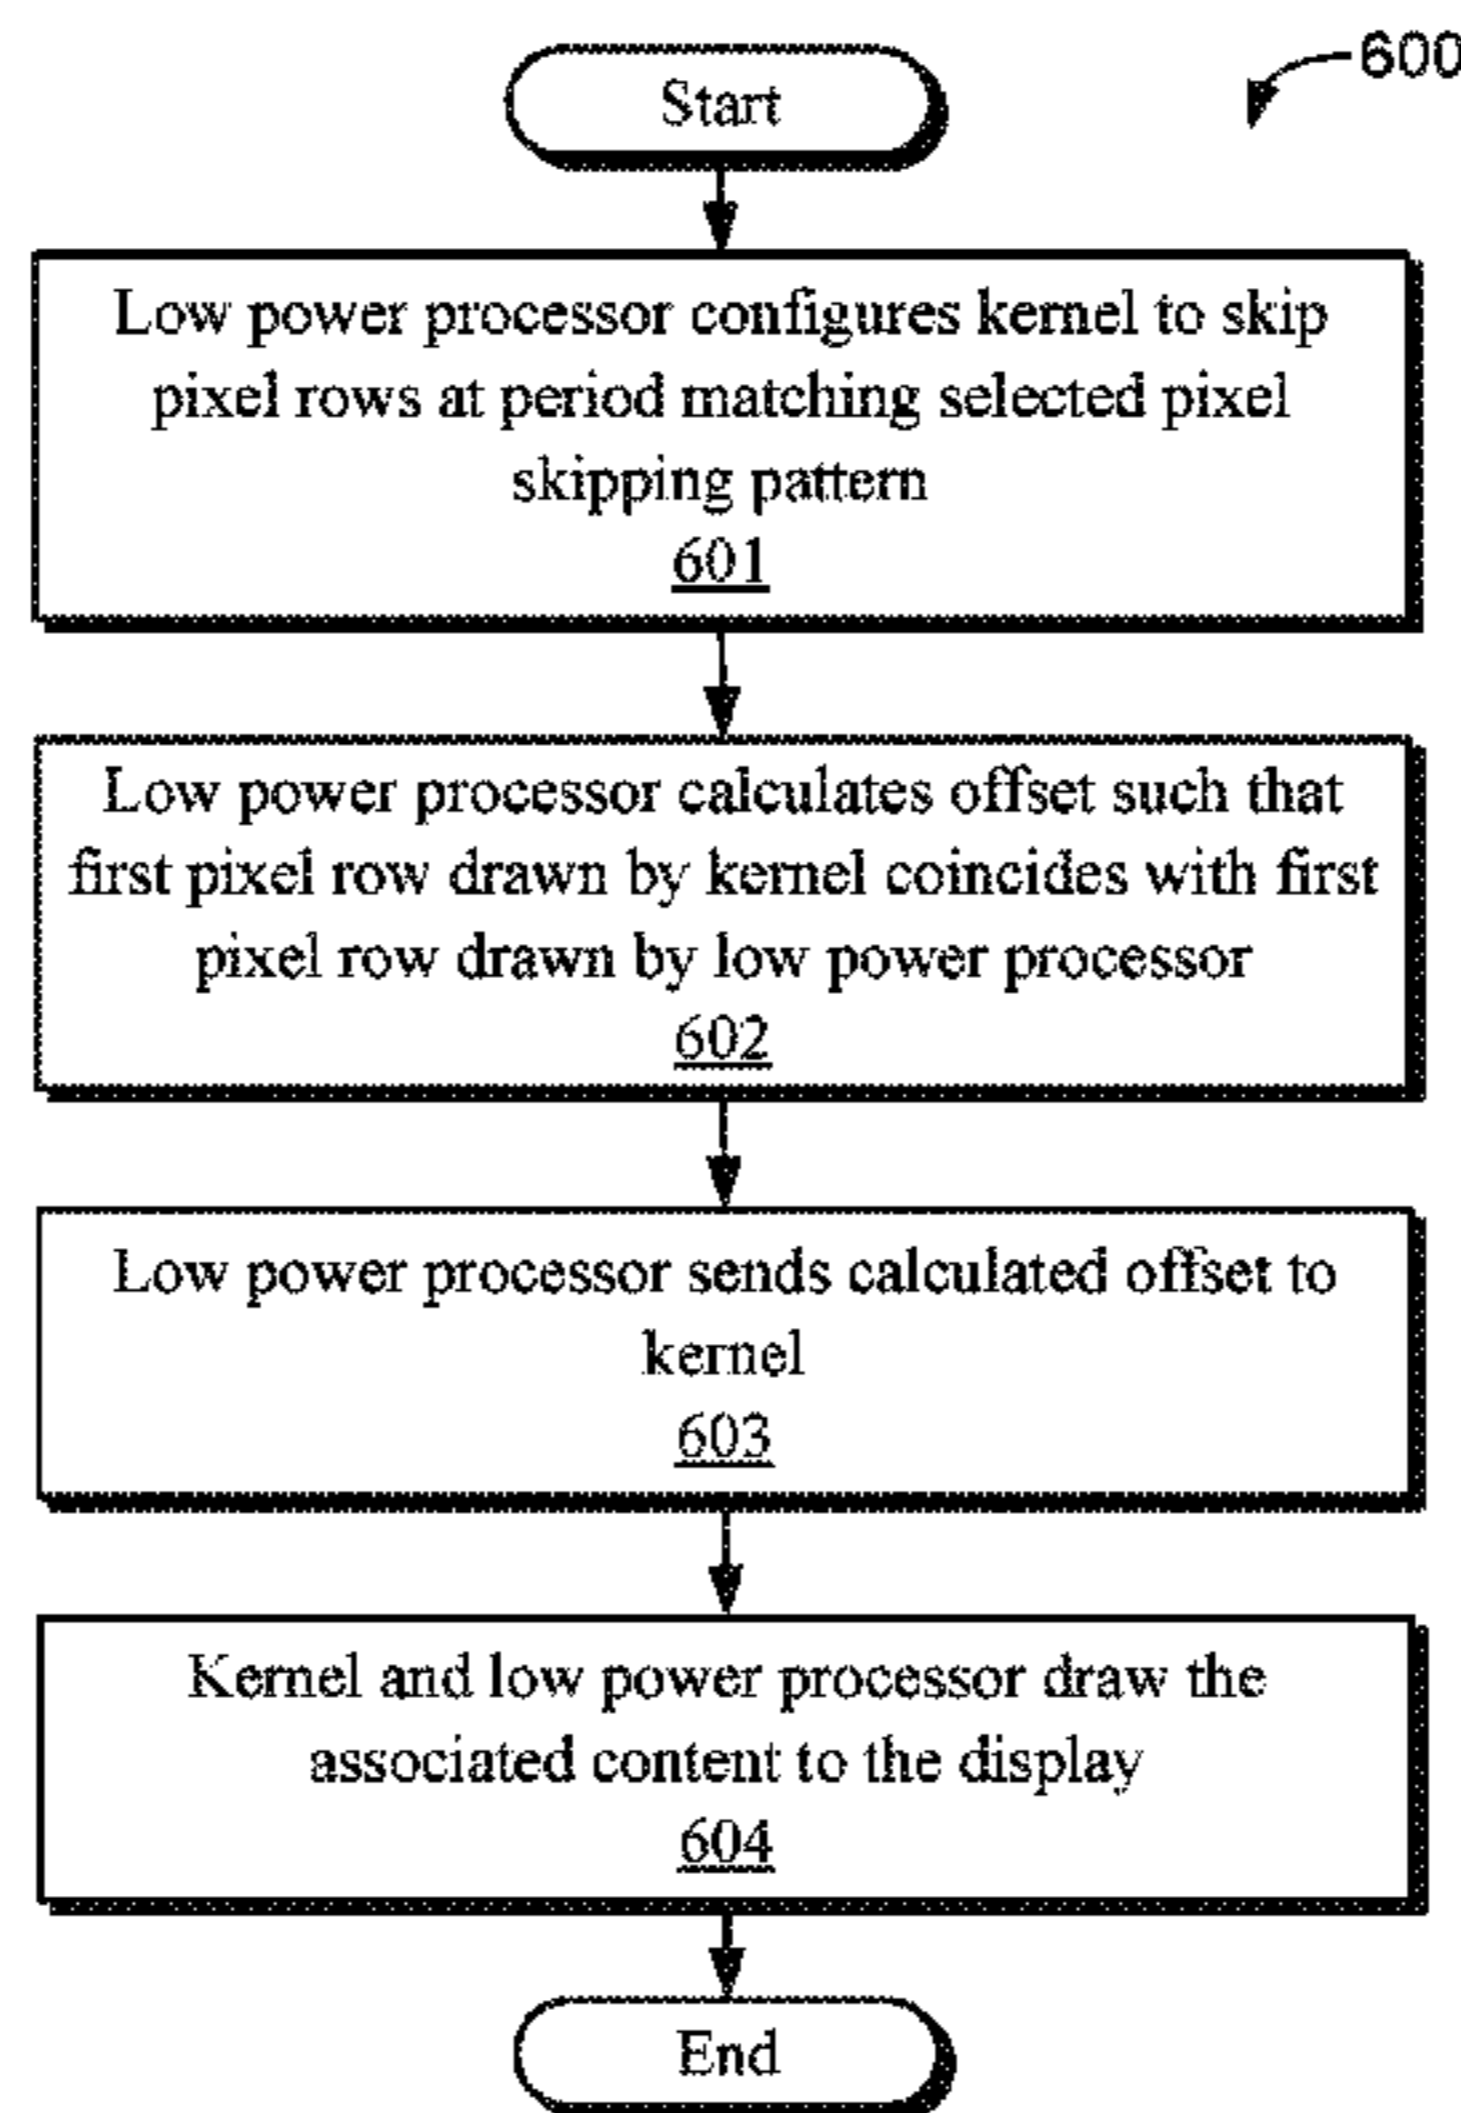 600
Start
Low power processor configures kernel to skip
pixel rows at period matching selected pixel
skipping pattern
601
Low power processor calculates offset such that
first pixel row drawn by kernel coincides with first
pixel row drawn by low power processor
602
Low power processor sends calculated offset to
kernel
603
Kernel and low power processor draw the
associated content to the display
604
End